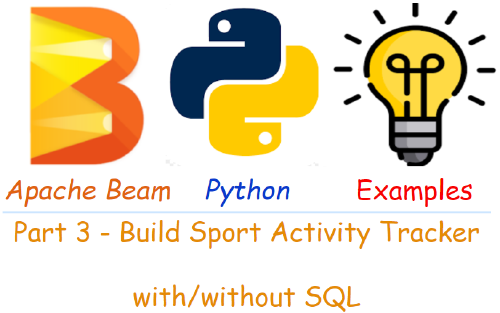 Apache Beam Python Examples
Part 3 - Build Sport Activity Tracker
with/without SQL